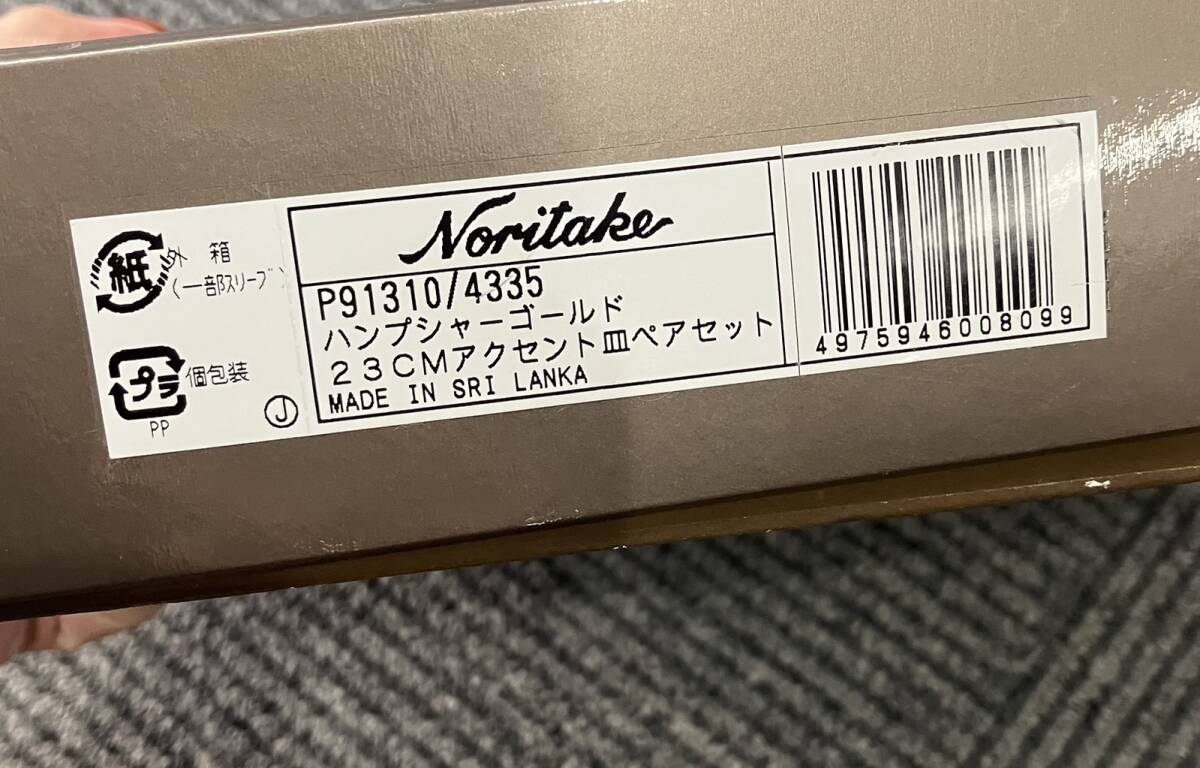 紙
外 箱
(一部スリーブ)
プラ
個包装
PP
J
Noritake
P91310/4335
ハンプシャーゴールド
23CMアクセント皿ペアセット
MADE IN SRI LANKA
4975946008099